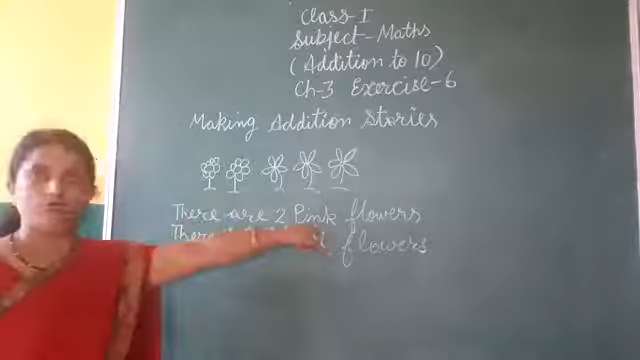 Class-I
Subject-Maths
(Addition to 10)
Ch-3 Exercise-6
Making Addition Stories
There are 2 Pink flowers
There flowers